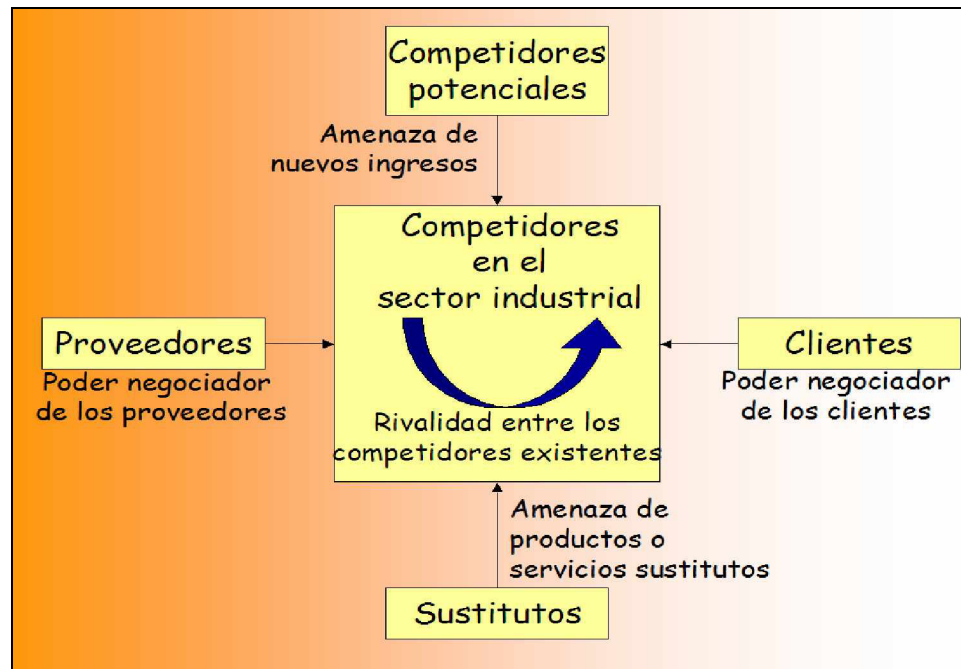 Competidores
potenciales
Amenaza de
nuevos ingresos
Competidores
en el
sector industrial
Proveedores
Poder negociador
de los proveedores
Clientes
Poder negociador
de los clientes
Rivalidad entre los
competidores existentes
Amenaza de
productos o
servicios sustitutos
Sustitutos